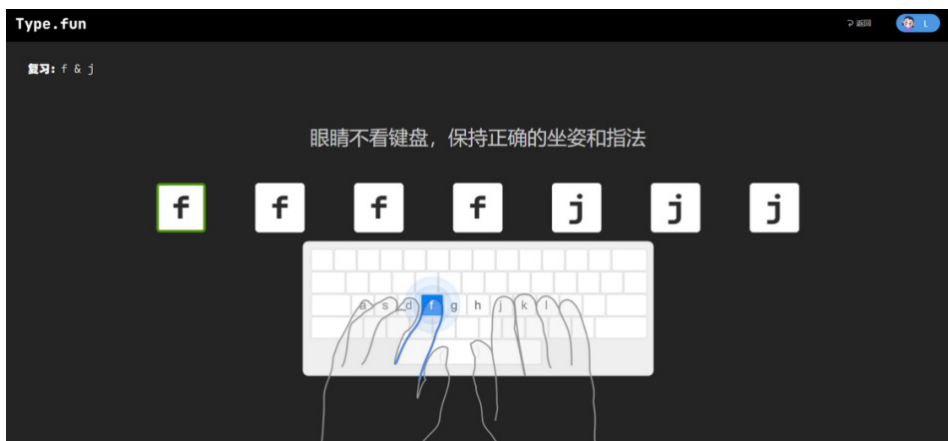 Type.fun
返回
L
复习: f & j
眼睛不看键盘，保持正确的坐姿和指法
f f f f j j j
a s d f g h j k l